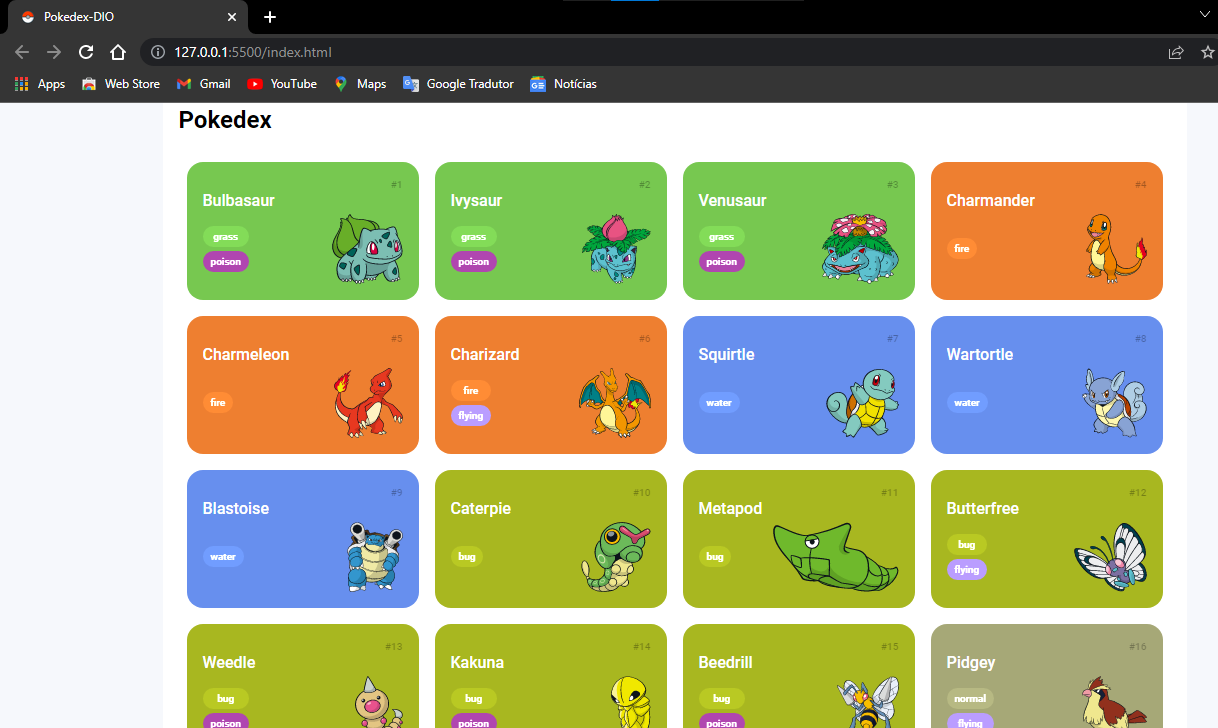 Pokedex-DIO
127.0.0.1:5500/index.html
Apps Web Store Gmail YouTube Maps Google Tradutor Notícias
Pokedex
#1 #2 #3 #4
Bulbasaur Ivysaur Venusaur Charmander
grass grass grass fire
poison poison poison
#5 #6 #7 #8
Charmeleon Charizard Squirtle Wartortle
fire fire water water
flying
#9 #10 #11 #12
Blastoise Caterpie Metapod Butterfree
water bug bug bug
flying
#13 #14 #15 #16
Weedle Kakuna Beedrill Pidgey
bug bug bug normal
poison poison poison flying